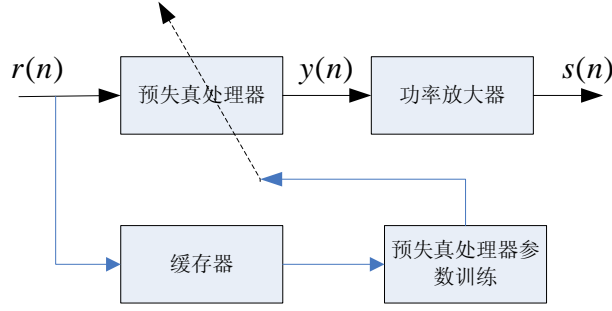 r(n)
预失真处理器
y(n)
功率放大器
s(n)
缓存器
预失真处理器参
数训练